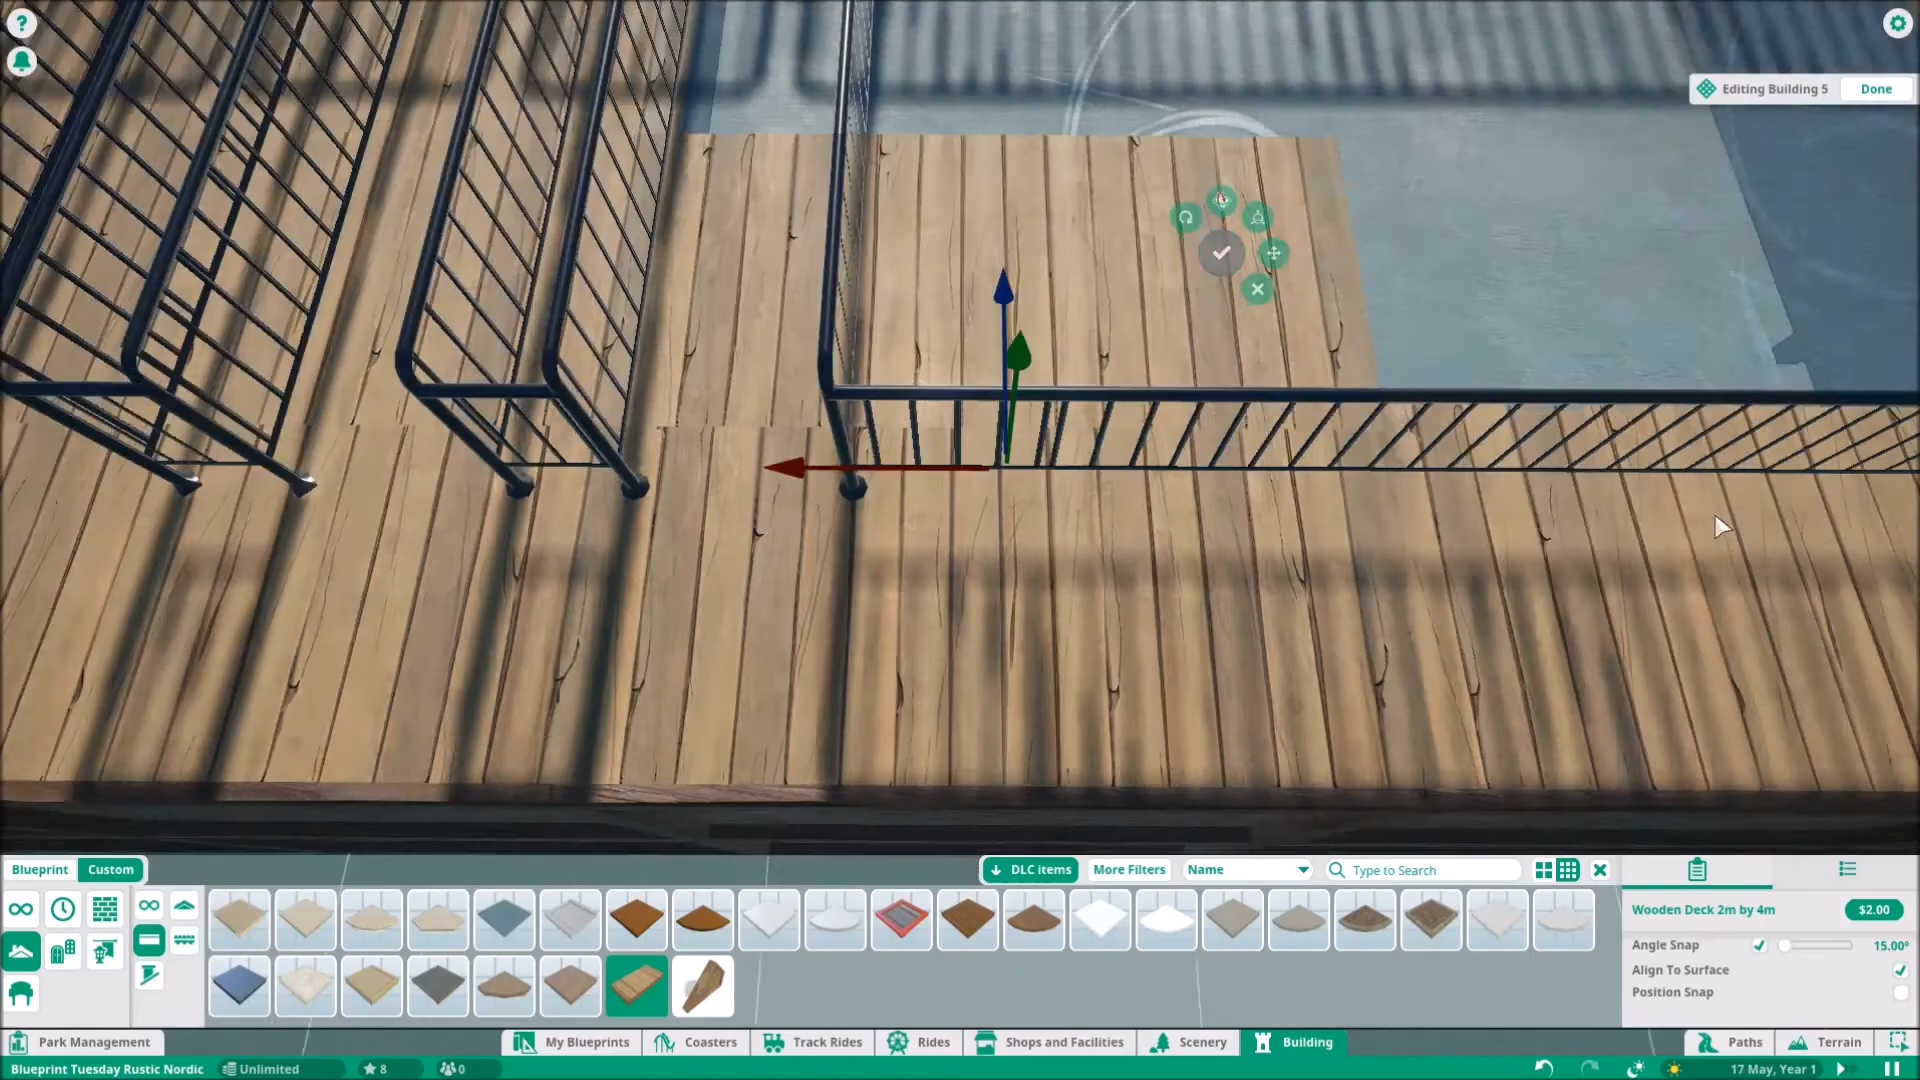 ?
Editing Building 5 Done
Blueprint Custom
DLC items More Filters Name Type to Search
Wooden Deck 2m by 4m $2.00
Angle Snap 15.00°
Align To Surface
Position Snap
Park Management My Blueprints Coasters Track Rides Rides Shops and Facilities Scenery Building Paths Terrain
Blueprint Tuesday Rustic Nordic Unlimited 8 0 17 May, Year 1